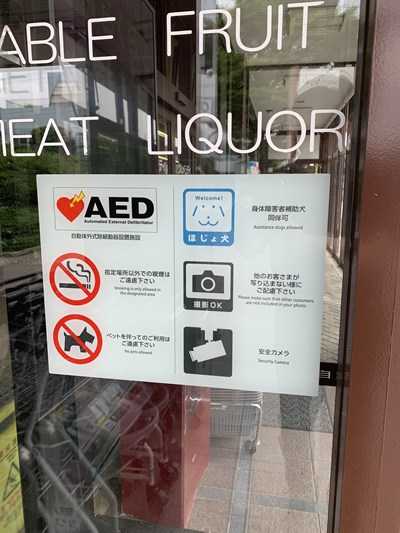 ABLE FRUIT
MEAT LIQUOR
AED
Automated External Defibrillator
自動体外式除細動器設置施設
指定場所以外での喫煙は
ご遠慮下さい
Smoking is only allowed in
the designated area
ペットを伴ってのご利用は
ご遠慮下さい
No pets allowed
Welcome!
ほじょ犬
身体障害者補助犬
同伴可
Assistance dogs allowed
撮影OK
他のお客さまが
写り込まない様に
ご配慮下さい
Please make sure that other customers
are not included in your photo
安全カメラ
Security Camera
自